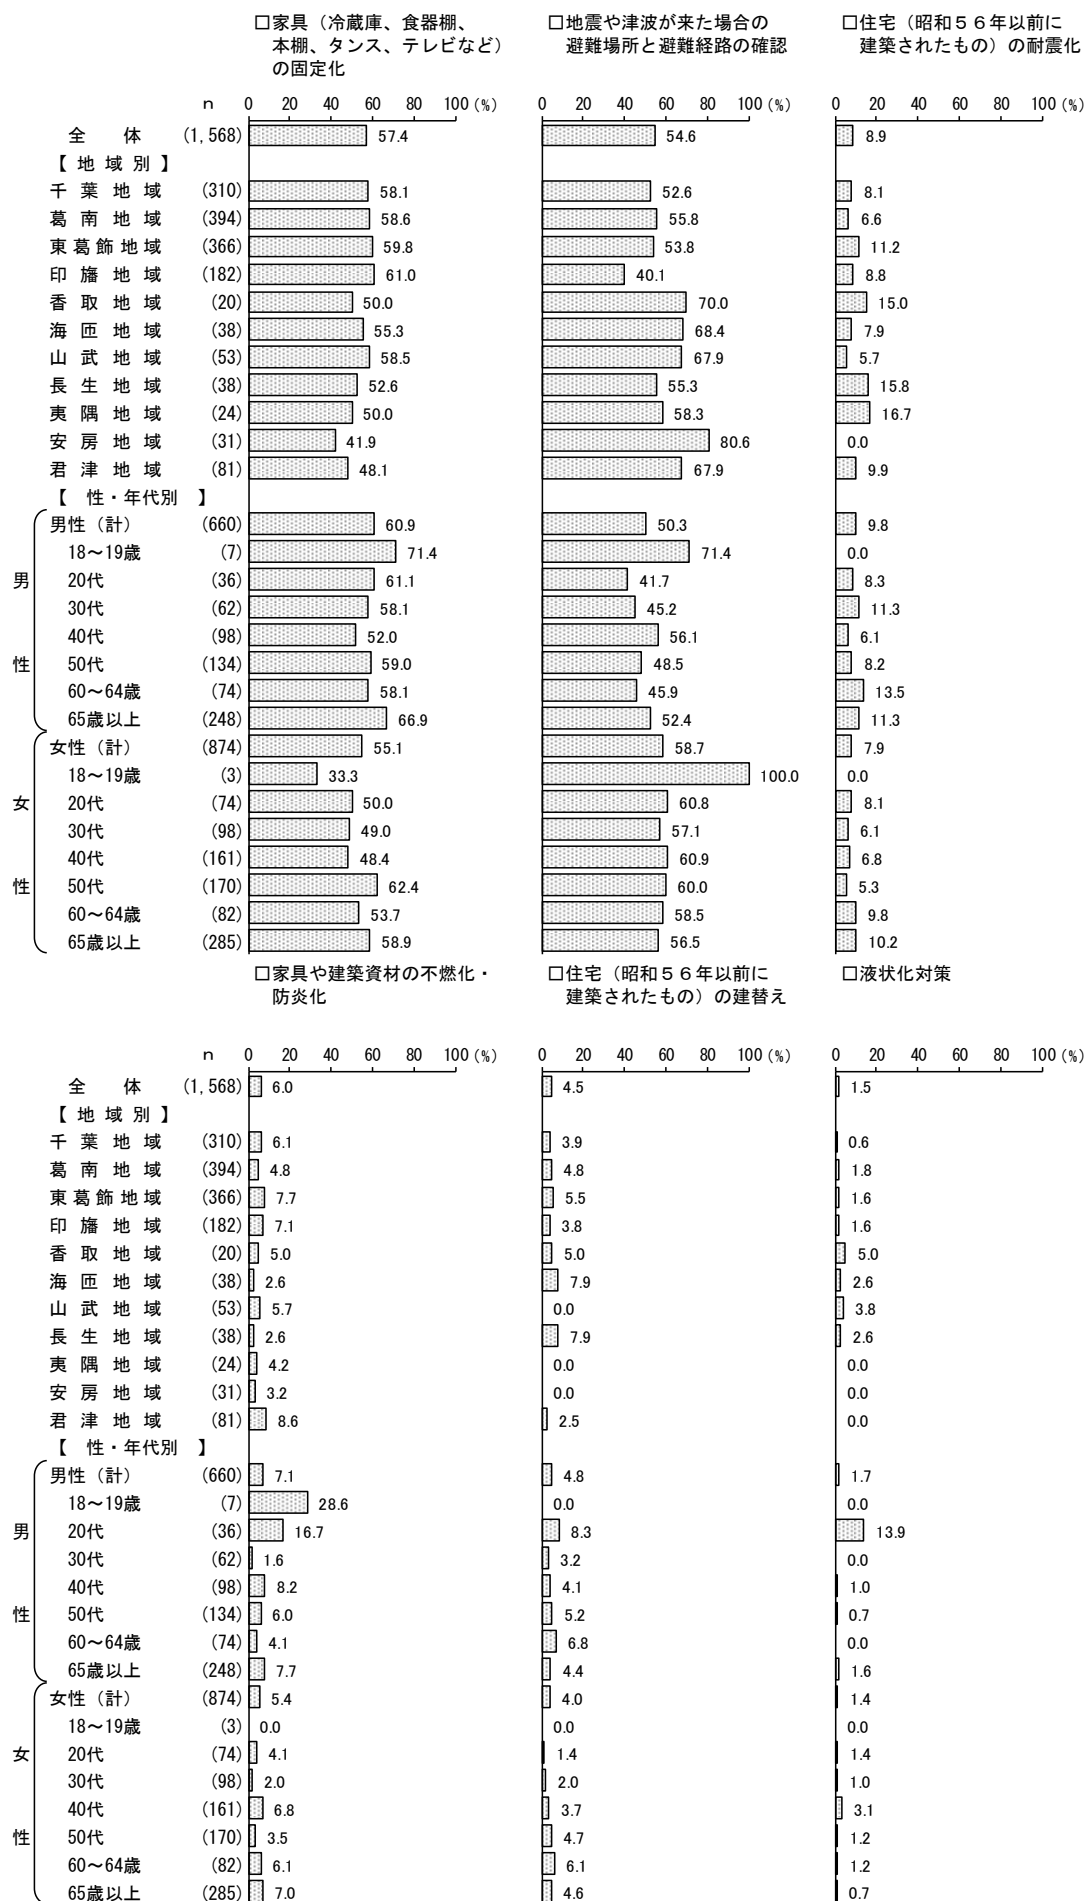 □家具（冷蔵庫、食器棚、 □地震や津波が来た場合の □住宅（昭和５６年以前に
本棚、タンス、テレビなど） 避難場所と避難経路の確認 建築されたもの）の耐震化
の固定化
n 0 20 40 60 80 100 (%) 0 20 40 60 80 100 (%) 0 20 40 60 80 100 (%)
全体 (1,568) 57.4 54.6 8.9
【地域別】
千葉地域 (310) 58.1 52.6 8.1
葛南地域 (394) 58.6 55.8 6.6
東葛飾地域 (366) 59.8 53.8 11.2
印旛地域 (182) 61.0 40.1 8.8
香取地域 (20) 50.0 70.0 15.0
海匝地域 (38) 55.3 68.4 7.9
山武地域 (53) 58.5 67.9 5.7
長生地域 (38) 52.6 55.3 15.8
夷隅地域 (24) 50.0 58.3 16.7
安房地域 (31) 41.9 80.6 0.0
君津地域 (81) 48.1 67.9 9.9
【 性・年代別 】
男性（計） (660) 60.9 50.3 9.8
18～19歳 (7) 71.4 71.4 0.0
男 20代 (36) 61.1 41.7 8.3
30代 (62) 58.1 45.2 11.3
40代 (98) 52.0 56.1 6.1
性 50代 (134) 59.0 48.5 8.2
60～64歳 (74) 58.1 45.9 13.5
65歳以上 (248) 66.9 52.4 11.3
女性（計） (874) 55.1 58.7 7.9
18～19歳 (3) 33.3 100.0 0.0
女 20代 (74) 50.0 60.8 8.1
30代 (98) 49.0 57.1 6.1
40代 (161) 48.4 60.9 6.8
性 50代 (170) 62.4 60.0 5.3
60～64歳 (82) 53.7 58.5 9.8
65歳以上 (285) 58.9 56.5 10.2
□家具や建築資材の不燃化・ □住宅（昭和５６年以前に □液状化対策
防炎化 建築されたもの）の建替え
n 0 20 40 60 80 100 (%) 0 20 40 60 80 100 (%) 0 20 40 60 80 100 (%)
全体 (1,568) 6.0 4.5 1.5
【地域別】
千葉地域 (310) 6.1 3.9 0.6
葛南地域 (394) 4.8 4.8 1.8
東葛飾地域 (366) 7.7 5.5 1.6
印旛地域 (182) 7.1 3.8 1.6
香取地域 (20) 5.0 5.0 5.0
海匝地域 (38) 2.6 7.9 2.6
山武地域 (53) 5.7 0.0 3.8
長生地域 (38) 2.6 7.9 2.6
夷隅地域 (24) 4.2 0.0 0.0
安房地域 (31) 3.2 0.0 0.0
君津地域 (81) 8.6 2.5 0.0
【 性・年代別 】
男性（計） (660) 7.1 4.8 1.7
18～19歳 (7) 28.6 0.0 0.0
男 20代 (36) 16.7 8.3 13.9
30代 (62) 1.6 3.2 0.0
40代 (98) 8.2 4.1 1.0
性 50代 (134) 6.0 5.2 0.7
60～64歳 (74) 4.1 6.8 0.0
65歳以上 (248) 7.7 4.4 1.6
女性（計） (874) 5.4 4.0 1.4
18～19歳 (3) 0.0 0.0 0.0
女 20代 (74) 4.1 1.4 1.4
30代 (98) 2.0 2.0 1.0
40代 (161) 6.8 3.7 3.1
性 50代 (170) 3.5 4.7 1.2
60～64歳 (82) 6.1 6.1 1.2
65歳以上 (285) 7.0 4.6 0.7